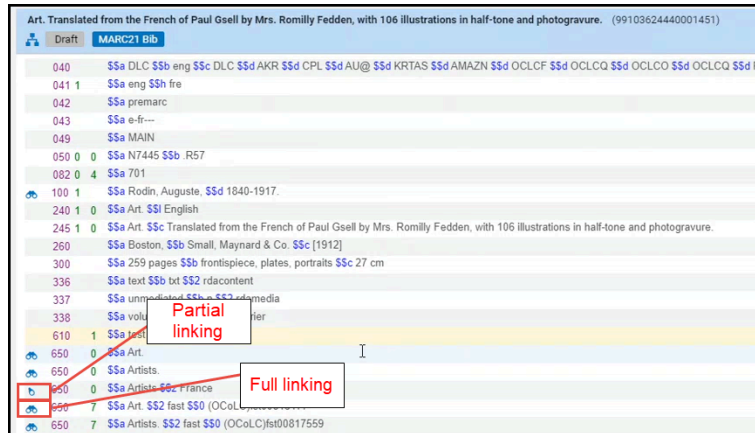 Art. Translated from the French of Paul Gsell by Mrs. Romilly Fedden, with 106 illustrations in half-tone and photogravure. (99103624440001451)
Draft MARC21 Bib
040 $$a DLC $$b eng $$c DLC $$d AKR $$d CPL $$d AU@ $$d KRTAS $$d AMAZN $$d OCLCF $$d OCLCQ $$d OCLCO $$d OCLCQ $$d
041 1 $$a eng $$h fre
042 $$a premarc
043 $$a e-fr---
049 $$a MAIN
050 0 0 $$a N7445 $$b .R57
082 0 4 $$a 701
100 1 $$a Rodin, Auguste, $$d 1840-1917.
240 1 0 $$a Art. $$l English
245 1 0 $$a Art. $$c Translated from the French of Paul Gsell by Mrs. Romilly Fedden, with 106 illustrations in half-tone and photogravure.
260 $$a Boston, $$b Small, Maynard & Co. $$c [1912]
300 $$a 259 pages $$b frontispiece, plates, portraits $$c 27 cm
336 $$a text $$b txt $$2 rdacontent
337 $$a unmediated $$b n $$2 rdamedia
338 $$a volu rier
Partial
linking
610 1 $$a test
650 0 $$a Art.
650 0 $$a Artists.
650 0 $$a Artists $$z France
Full linking
650 7 $$a Art. $$2 fast $$0
650 7 $$a Artists. $$2 fast $$0 (OCoLC)fst00817559